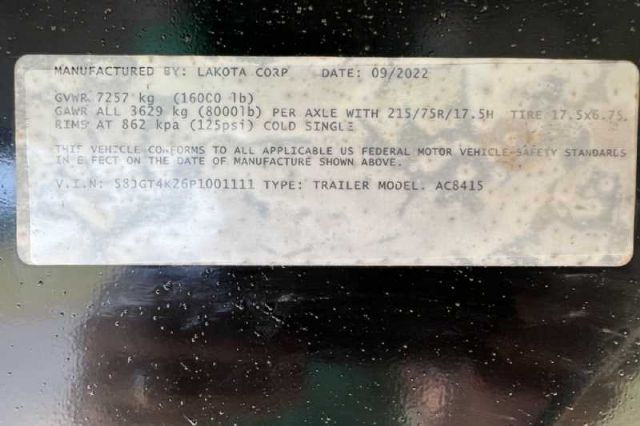 MANUFACTURED BY: LAKOTA CORP DATE: 09/2022
GVWR 7257 kg (16000 lb)
GAWR ALL 3629 kg (8000lb) PER AXLE WITH 215/75R/17.5H TIRE 17.5x6.75
RIMS AT 862 kpa (125psi) COLD SINGLE
THIS VEHICLE CONFORMS TO ALL APPLICABLE US FEDERAL MOTOR VEHICLE SAFETY STANDARDS
IN EFFECT ON THE DATE OF MANUFACTURE SHOWN ABOVE.
V.I.N: TYPE: TRAILER MODEL. AC8415